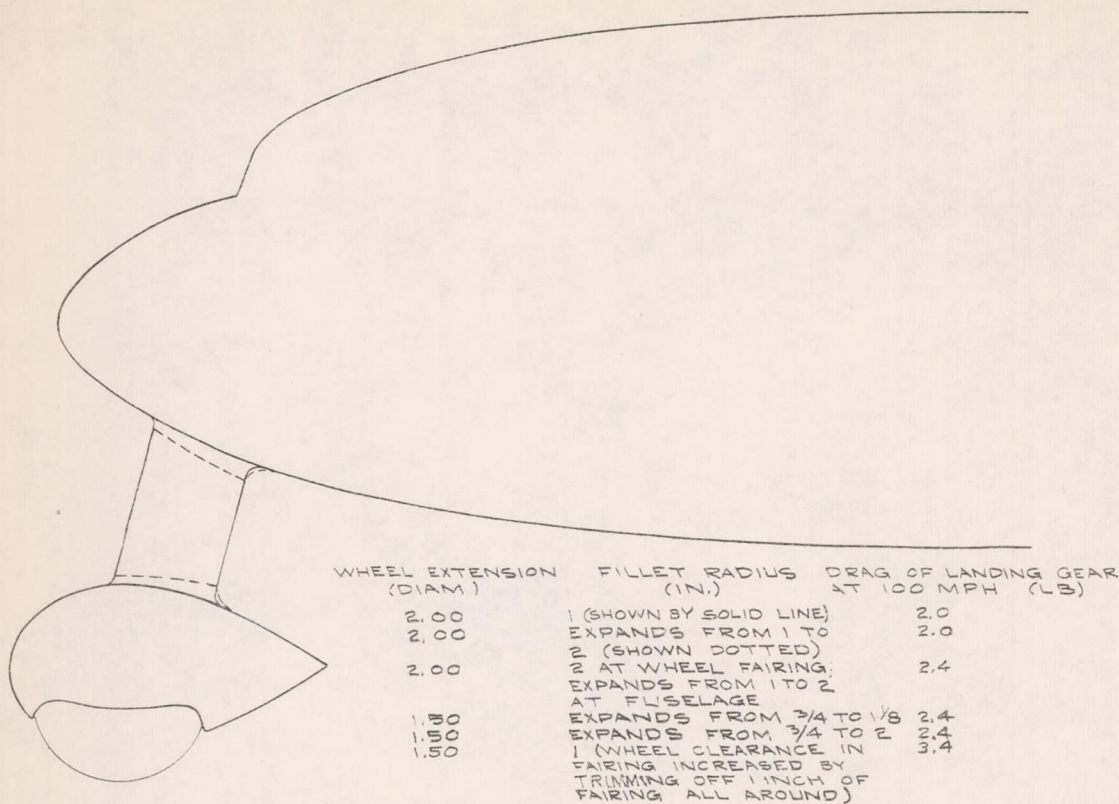 WHEEL EXTENSION FILLET RADIUS DRAG OF LANDING GEAR
(DIAM) (IN.) AT 100 MPH (LB)
2.00 1 (SHOWN BY SOLID LINE) 2.0
2.00 EXPANDS FROM 1 TO 2.0
2 (SHOWN DOTTED)
2.00 2 AT WHEEL FAIRING; 2.4
EXPANDS FROM 1 TO 2
AT FUSELAGE
1.50 EXPANDS FROM 3/4 TO 1 1/8 2.4
1.50 EXPANDS FROM 3/4 TO 2 2.4
1.50 1 (WHEEL CLEARANCE IN 3.4
FAIRING INCREASED BY
TRIMMING OFF 1 INCH OF
FAIRING ALL AROUND)